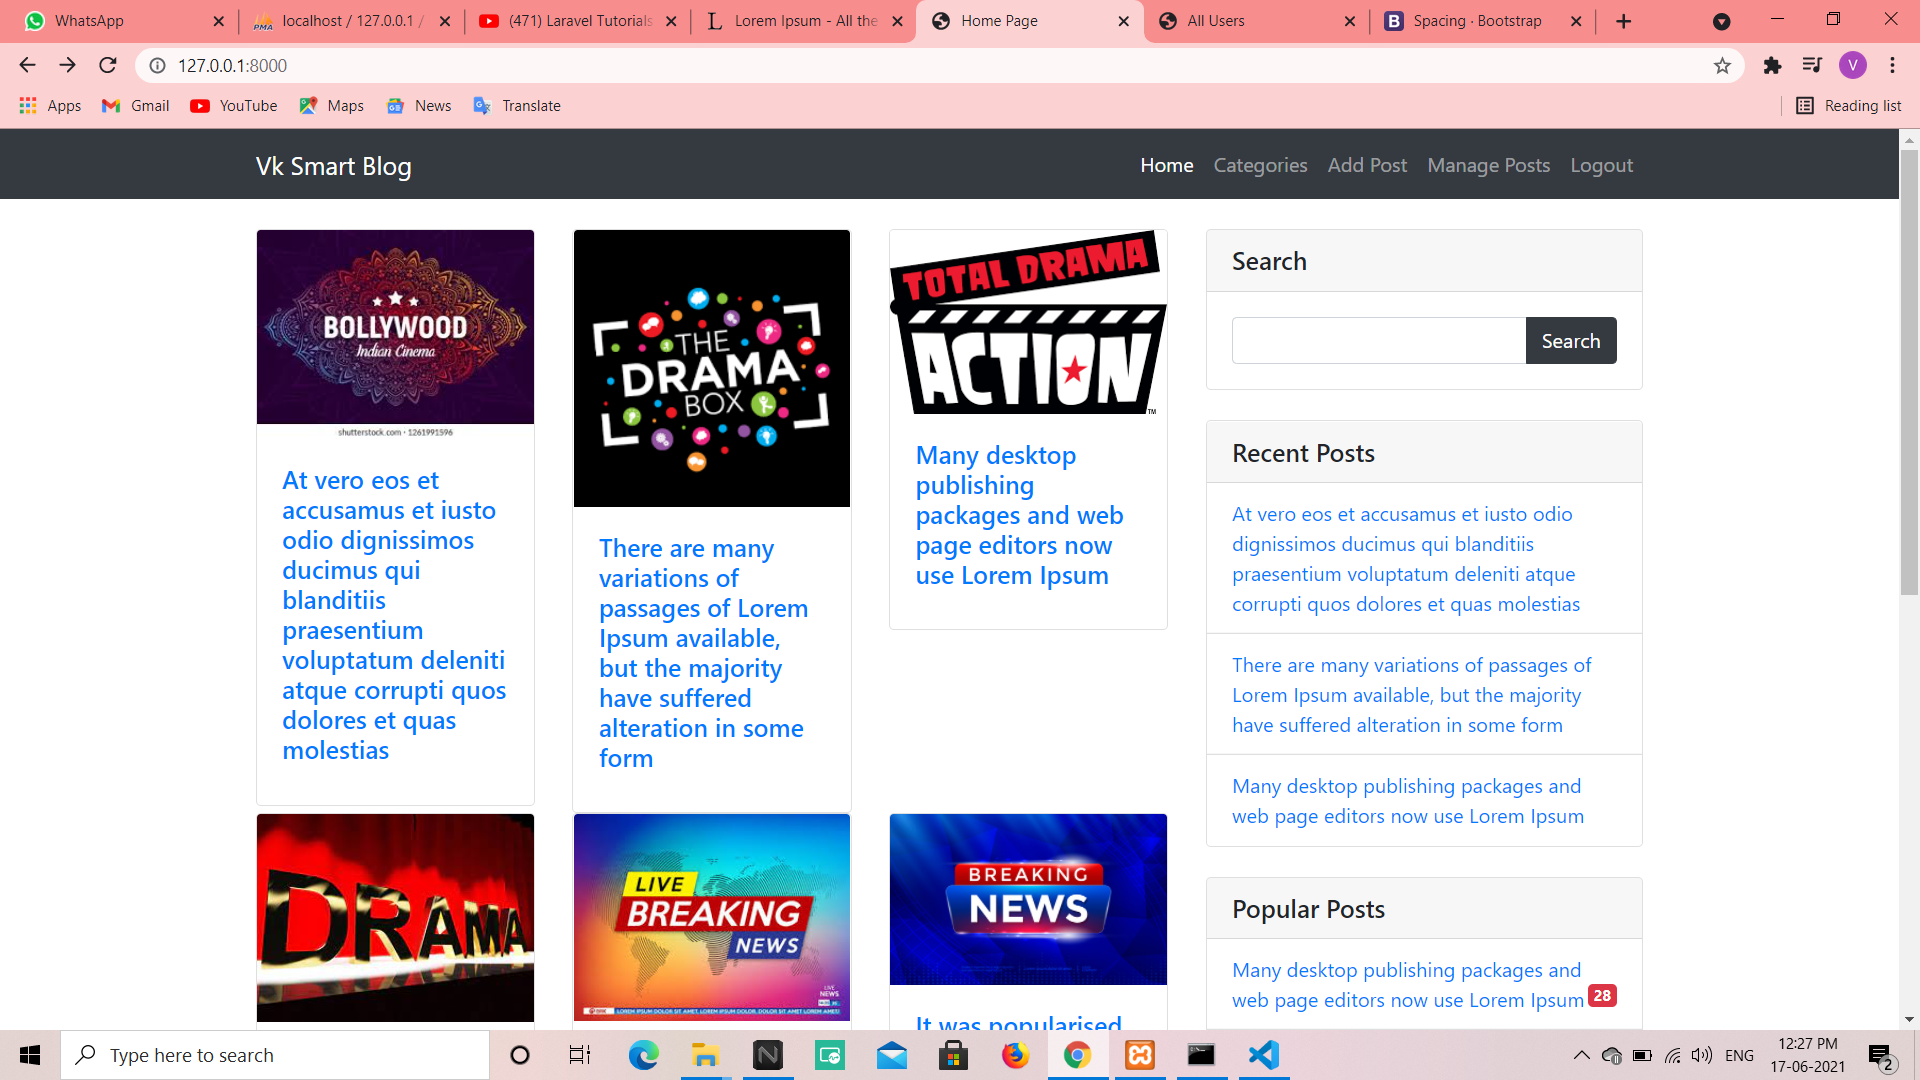 WhatsApp
localhost / 127.0.0.1 /
(471) Laravel Tutorials
Lorem Ipsum - All the
Home Page
All Users
Spacing · Bootstrap
127.0.0.1:8000
V
Apps
Gmail
YouTube
Maps
News
Translate
Reading list
Vk Smart Blog
Home
Categories
Add Post
Manage Posts
Logout
BOLLYWOOD
Indian Cinema
shutterstock.com · 1261991596
At vero eos et
accusamus et iusto
odio dignissimos
ducimus qui
blanditiis
praesentium
voluptatum deleniti
atque corrupti quos
dolores et quas
molestias
THE
DRAMA
BOX
There are many
variations of
passages of Lorem
Ipsum available,
but the majority
have suffered
alteration in some
form
TOTAL DRAMA
ACTION
TM
Many desktop
publishing
packages and web
page editors now
use Lorem Ipsum
Search
Search
Recent Posts
At vero eos et accusamus et iusto odio
dignissimos ducimus qui blanditiis
praesentium voluptatum deleniti atque
corrupti quos dolores et quas molestias
There are many variations of passages of
Lorem Ipsum available, but the majority
have suffered alteration in some form
Many desktop publishing packages and
web page editors now use Lorem Ipsum
Popular Posts
Many desktop publishing packages and
web page editors now use Lorem Ipsum 28
DRAMA
LIVE
BREAKING
NEWS
LIVE
NEWS
BREAKING
NEWS
It was popularised
Type here to search
ENG
12:27 PM
17-06-2021
2